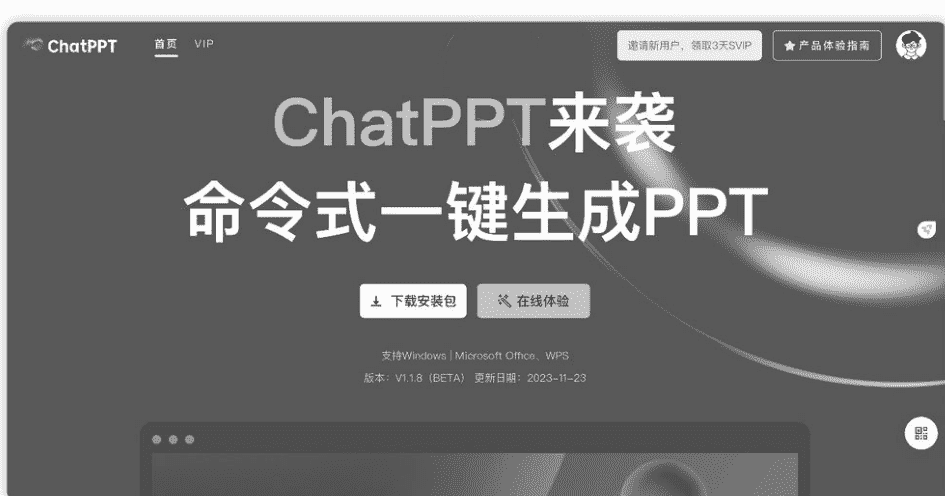 ChatPPT 首页 VIP 邀请新用户，领取3天SVIP 产品体验指南
ChatPPT来袭
命令式一键生成PPT
下载安装包 在线体验
支持Windows | Microsoft Office、WPS
版本：V1.1.8（BETA） 更新日期：2023-11-23